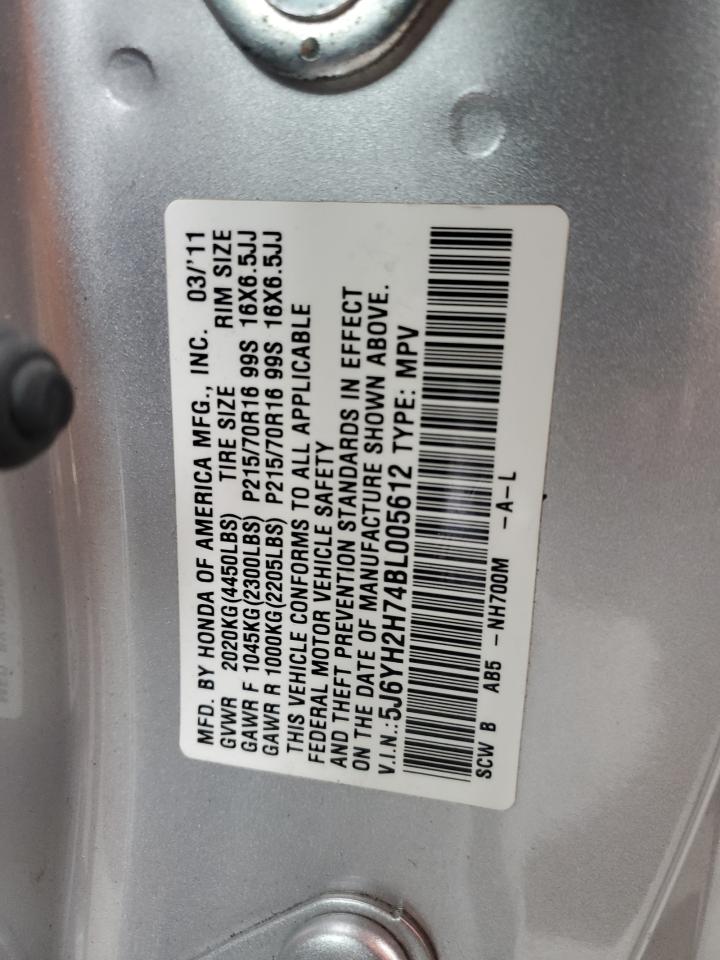 MFD. BY HONDA OF AMERICA MFG., INC. 03/'11
GVWR 2020KG(4450LBS) TIRE SIZE RIM SIZE
GAWR F 1045KG(2300LBS) P215/70R16 99S 16X6.5JJ
GAWR R 1000KG(2205LBS) P215/70R16 99S 16X6.5JJ
THIS VEHICLE CONFORMS TO ALL APPLICABLE
FEDERAL MOTOR VEHICLE SAFETY
AND THEFT PREVENTION STANDARDS IN EFFECT
ON THE DATE OF MANUFACTURE SHOWN ABOVE.
V.I.N.:5J6YH2H74BL005612 TYPE: MPV
SCW B AB5 -NH700M -A-L